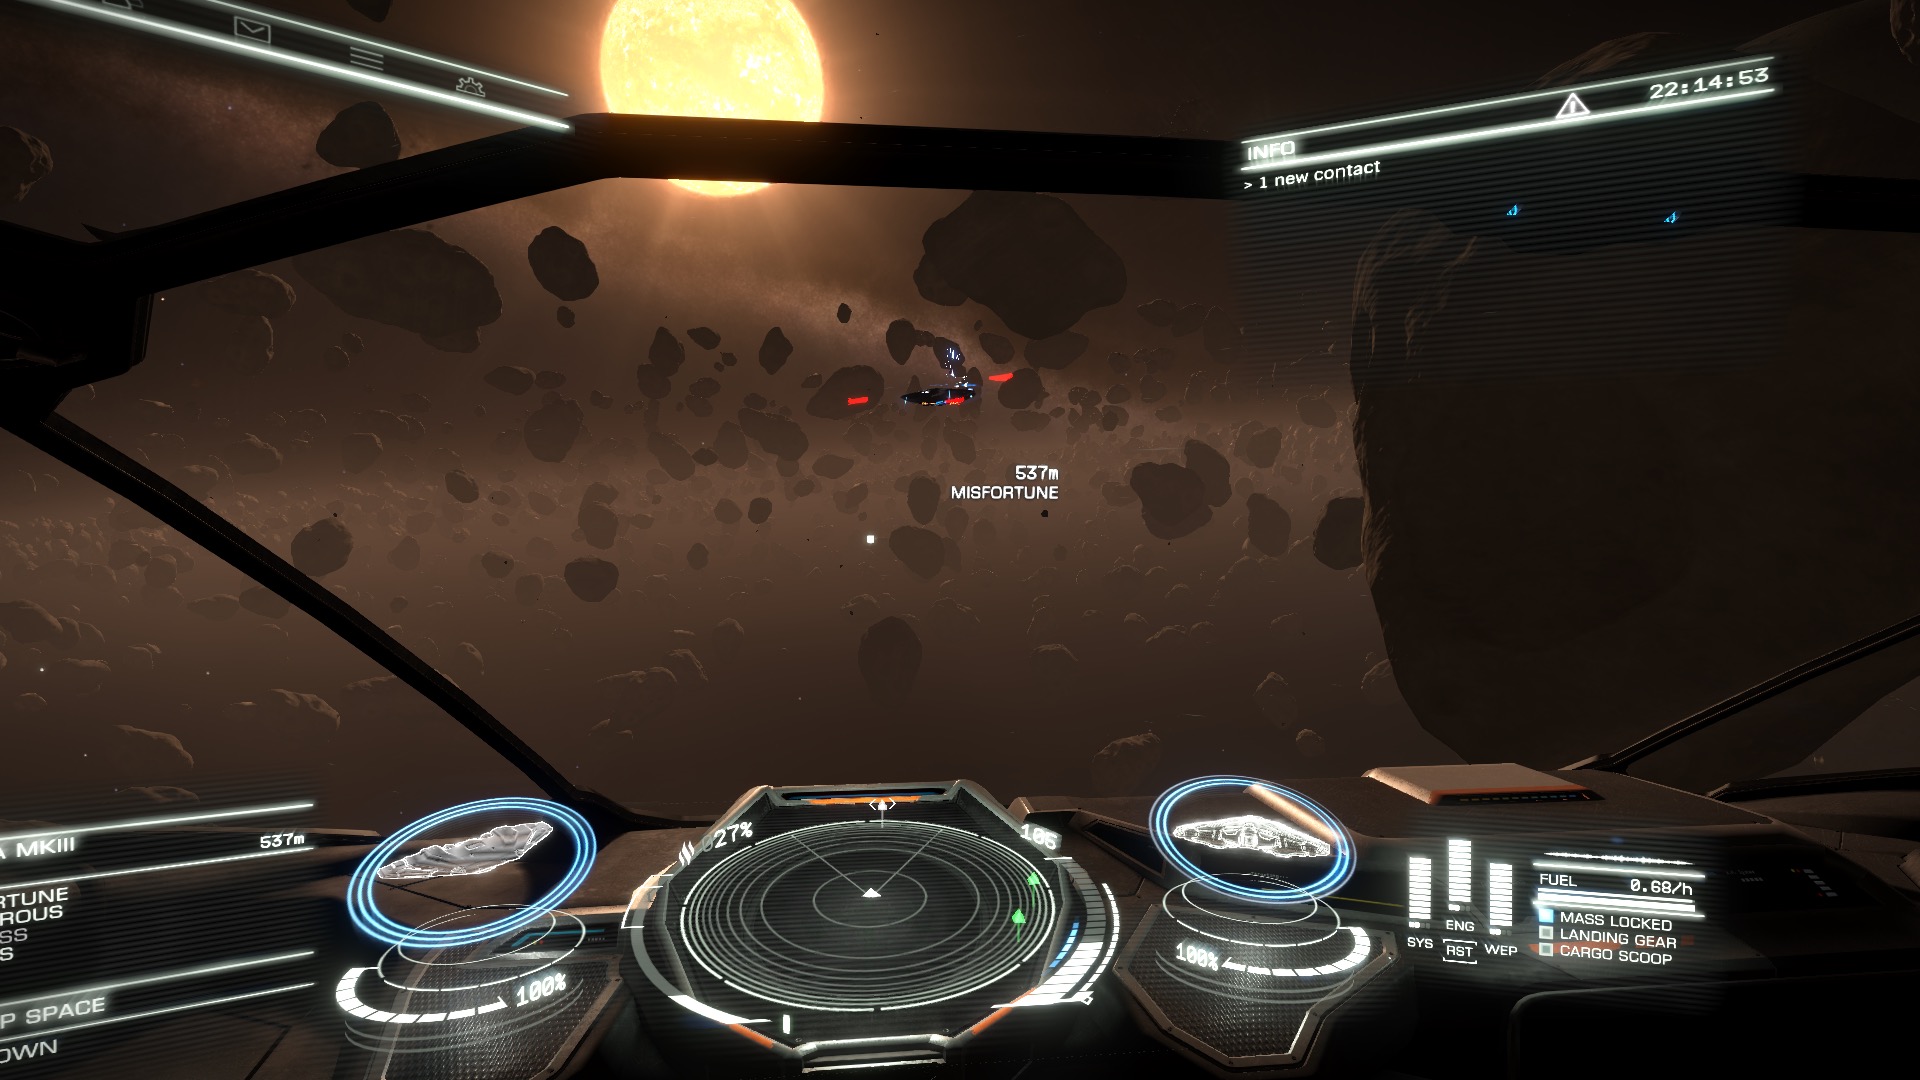 22:14:53
INFO
> 1 new contact
537m
MISFORTUNE
A MKIII
537m
RTUNE
ROUS
SS
S
P SPACE
OWN
100%
27%
105
100%
SYS
ENG
RST
WEP
FUEL
0.68/h
MASS LOCKED
LANDING GEAR
CARGO SCOOP